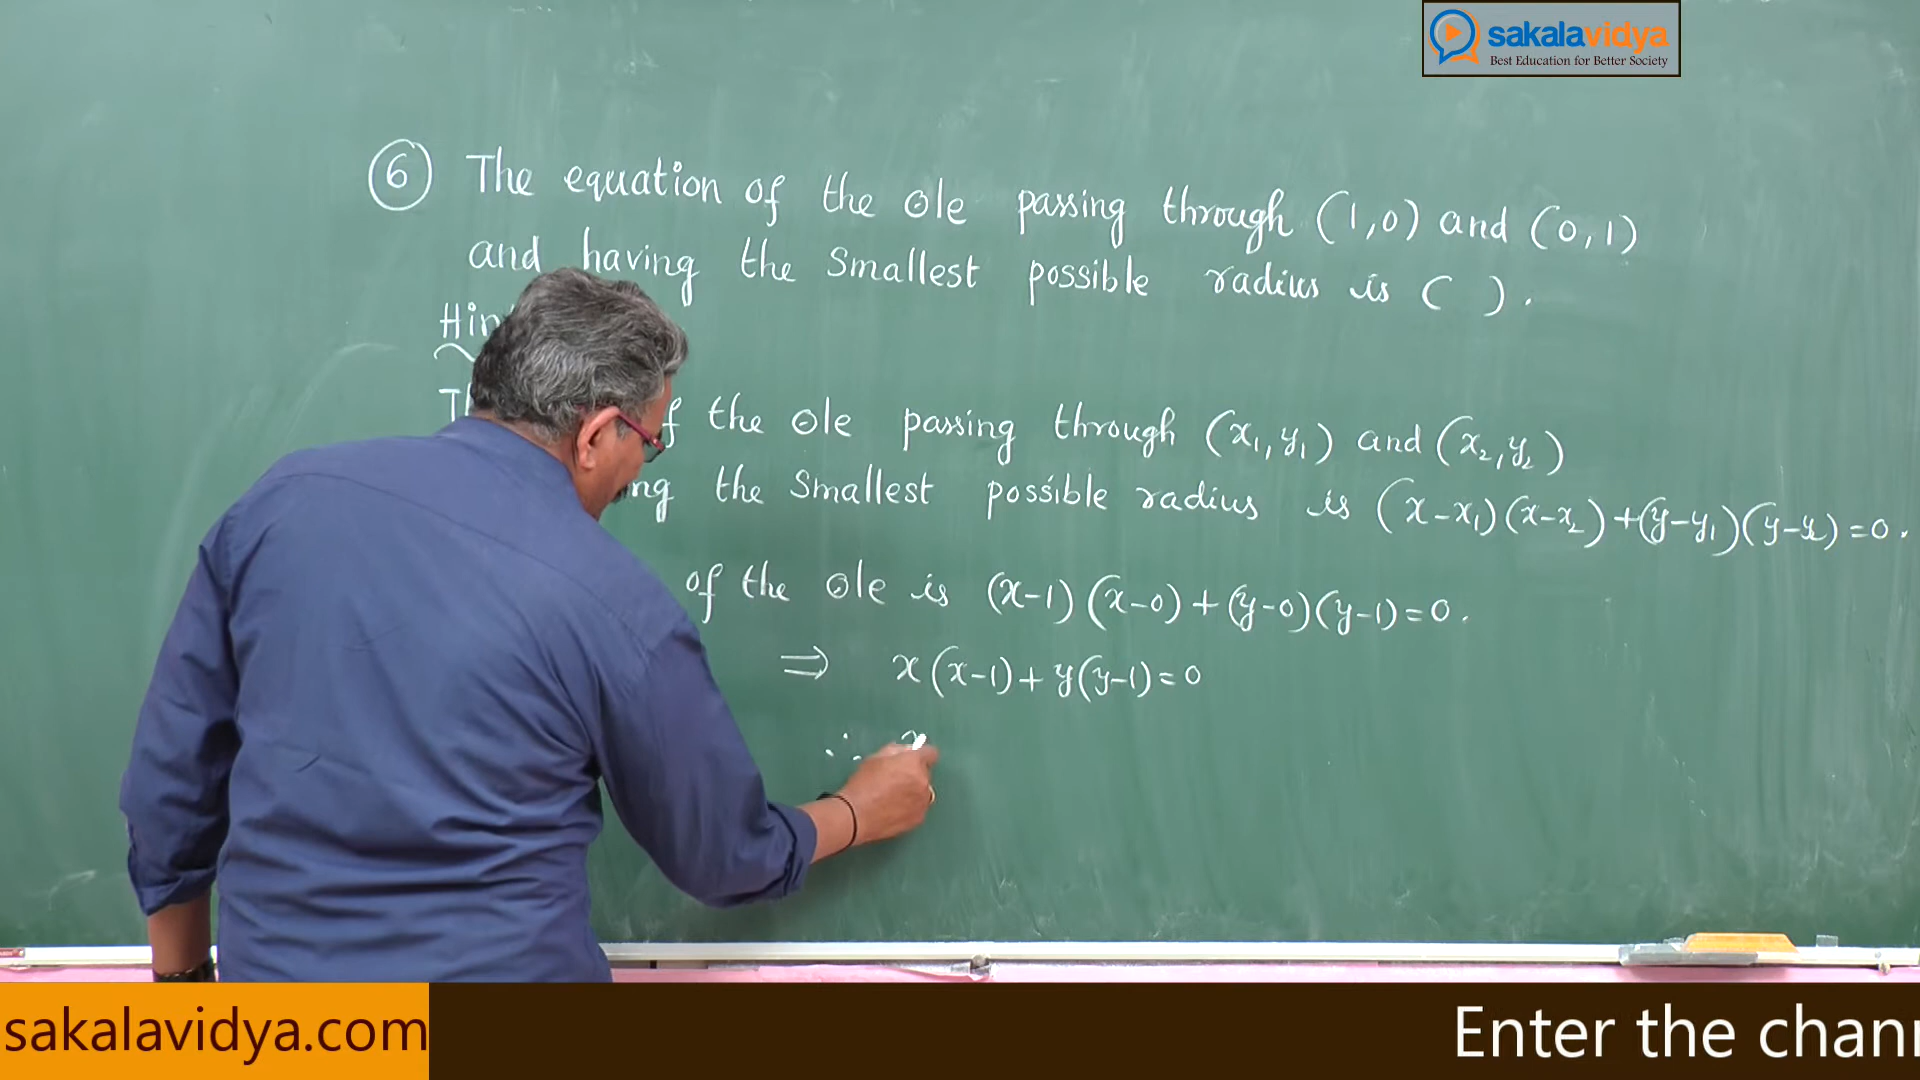 sakalavidya
Best Education for Better Society
⑥ The equation of the ⊙le passing through (1,0) and (0,1)
and having the smallest possible radius is ( ).
the ⊙le passing through (x₁,y₁) and (x₂,y₂)
the smallest possible radius is (x-x₁)(x-x₂)+(y-y₁)(y-y₂)=0.
of the ⊙le is (x-1)(x-0)+(y-0)(y-1)=0.
⇒ x(x-1)+y(y-1)=0
∴
sakalavidya.com
Enter the